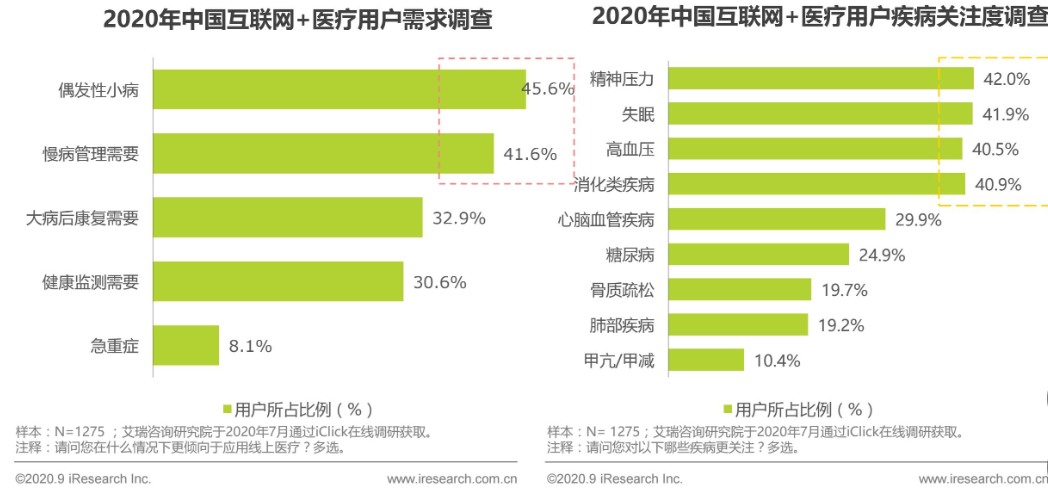 2020年中国互联网+医疗用户需求调查
偶发性小病
45.6%
慢病管理需要
41.6%
大病后康复需要
32.9%
健康监测需要
30.6%
急重症
8.1%
用户所占比例（%）
样本：N=1275 ；艾瑞咨询研究院于2020年7月通过iClick在线调研获取。
注释：请问您在什么情况下更倾向于应用线上医疗？多选。
©2020.9 iResearch Inc.
www.iresearch.com.cn
2020年中国互联网+医疗用户疾病关注度调查
精神压力
42.0%
失眠
41.9%
高血压
40.5%
消化类疾病
40.9%
心脑血管疾病
29.9%
糖尿病
24.9%
骨质疏松
19.7%
肺部疾病
19.2%
甲亢/甲减
10.4%
用户所占比例（%）
样本：N= 1275；艾瑞咨询研究院于2020年7月通过iClick在线调研获取。
注释：请问您对以下哪些疾病更关注？多选。
©2020.9 iResearch Inc.
www.iresearch.com.cn